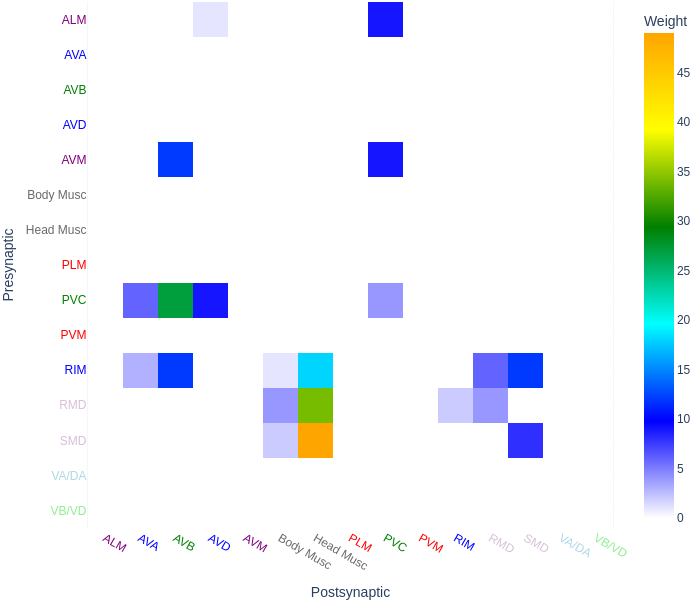 Weight
ALM
AVA
AVB
AVD
AVM
Body Musc
Head Musc
PLM
PVC
PVM
RIM
RMD
SMD
VA/DA
VB/VD
Presynaptic
45
40
35
30
25
20
15
10
5
0
ALM
AVA
AVB
AVD
AVM
Body Musc
Head Musc
PLM
PVC
PVM
RIM
RMD
SMD
VA/DA
VB/VD
Postsynaptic